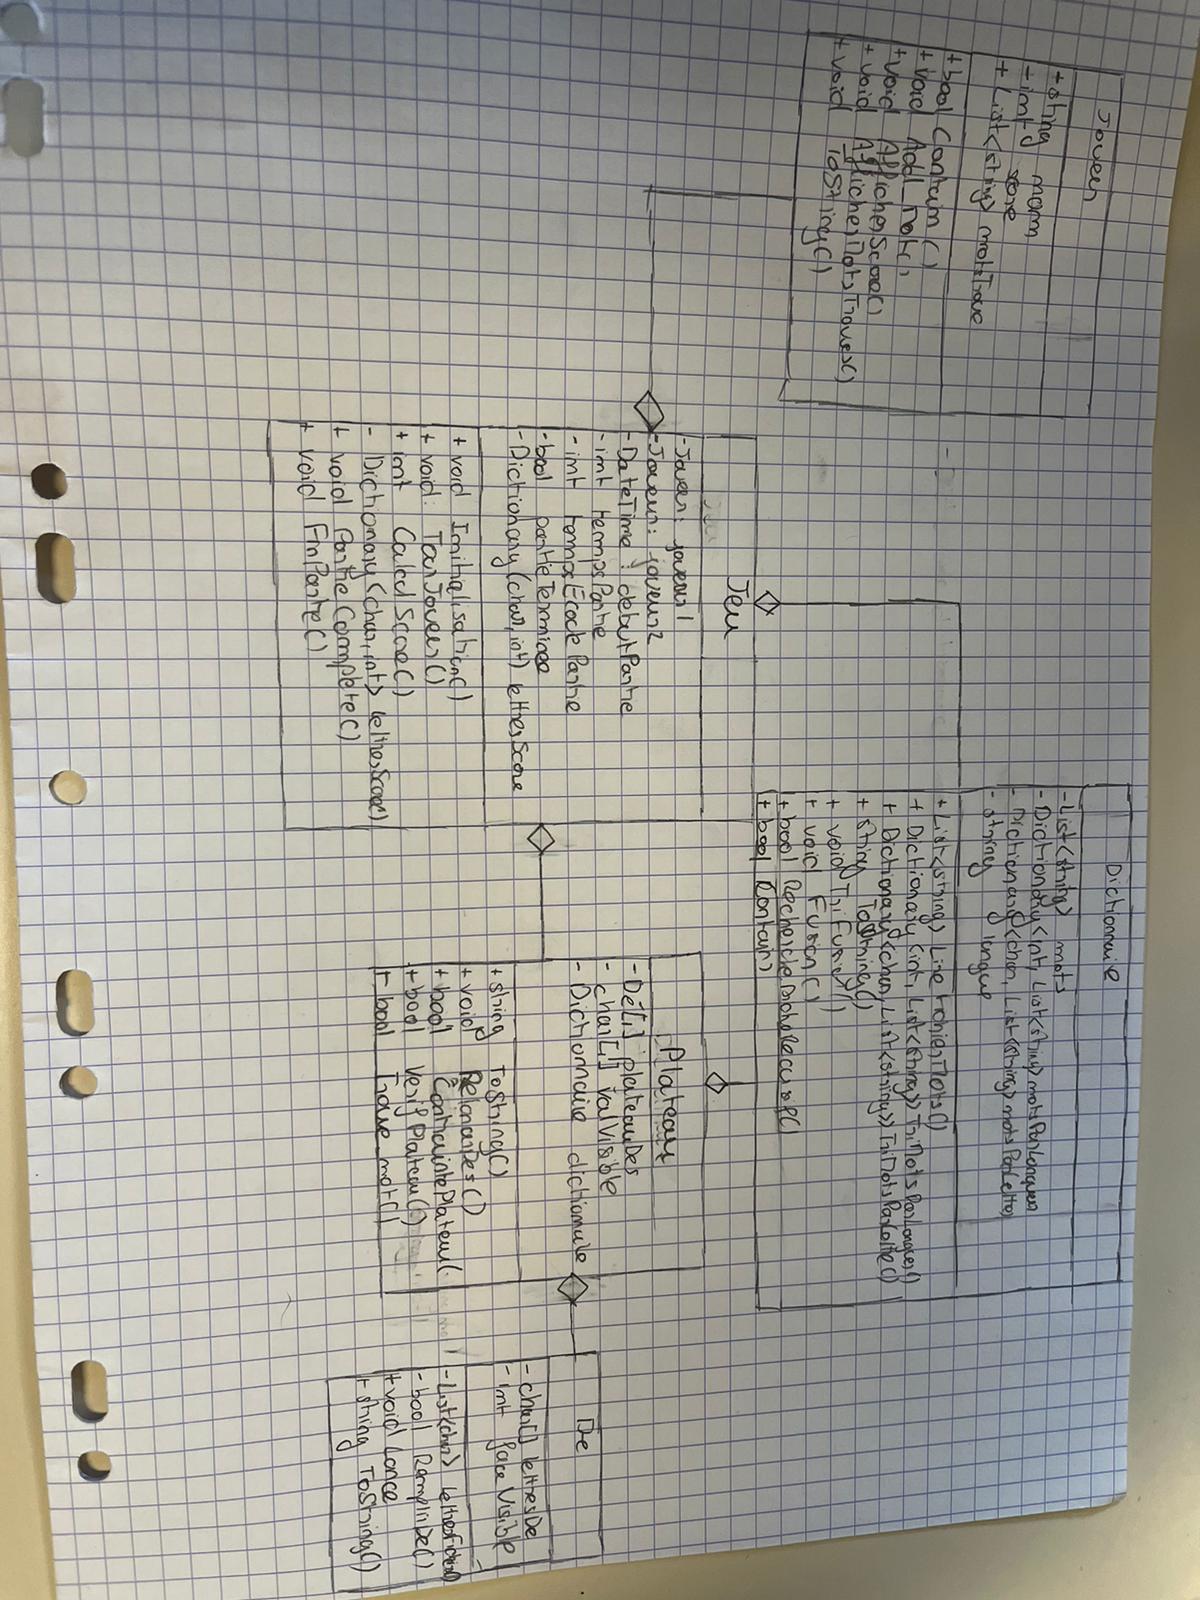 Joueur
+ string nom
- int score
+ List<string> motsTrouve
+ bool Contain()
+ void Add_Mot()
+ void AfficherScore()
+ void AfficherMotsTrouves()
+ void ToString()
Jeu
- Joueur: joueur1
- Joueur: joueur2
- DateTime: debutPartie
- int tempsPartie
- int tempsEcoulePartie
- bool partieTerminee
- Dictionary(char,int) lettresScore
+ void Initialisation()
+ void: TourJoueur()
+ int CalculScore()
- Dictionary<char,int> lettresScore()
+ void PartieComplete()
+ void FinPartie()
Dictionnaire
- List<string> mots
- Dictionary<int, List<string> motsParLongueur
- Dictionary<char, List<string> motsParLettre
- string langue
+ List<string> LireFichierMots()
+ Dictionary<int, List<string>> TriMotsParLongueur()
+ Dictionary<char, List<string>> TriMotsParLettre()
+ string ToString()
+ void TriFusion()
+ void Fusion()
+ bool RechercheDichoRecursif()
+ bool Contain()
Plateau
- De[,] plateauDes
- char[,] valVisible
- Dictionnaire dictionnaire
+ string ToString()
+ void RelancerDes()
+ bool ContraintePlateau(
+ bool VerifPlateau()
+ bool Trouve_mot()
De
- char[] lettresDe
- int faceVisible
- List<char> lettresFichier()
- bool RemplirDe()
+ void Lance
+ string ToString()